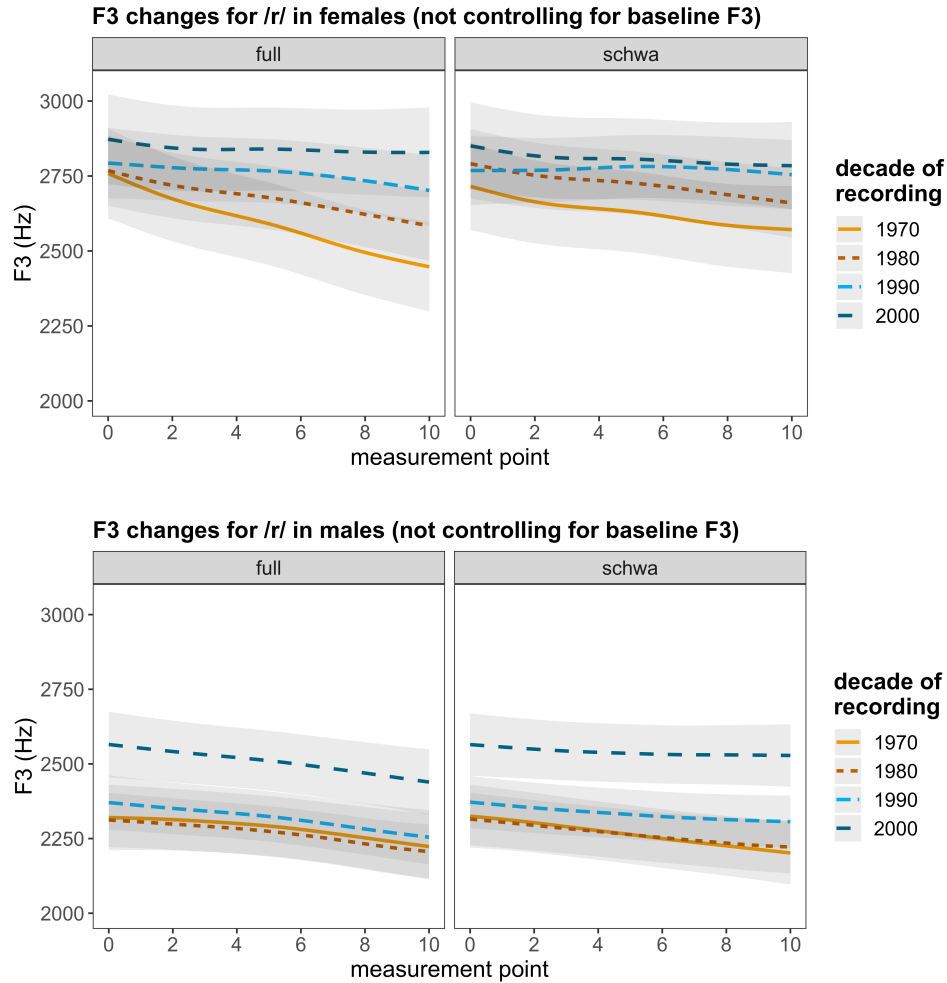 F3 changes for /r/ in females (not controlling for baseline F3)
full
schwa
3000
2750
2500
2250
2000
F3 (Hz)
0 2 4 6 8 10
0 2 4 6 8 10
measurement point
decade of
recording
1970
1980
1990
2000
F3 changes for /r/ in males (not controlling for baseline F3)
full
schwa
3000
2750
2500
2250
2000
F3 (Hz)
0 2 4 6 8 10
0 2 4 6 8 10
measurement point
decade of
recording
1970
1980
1990
2000